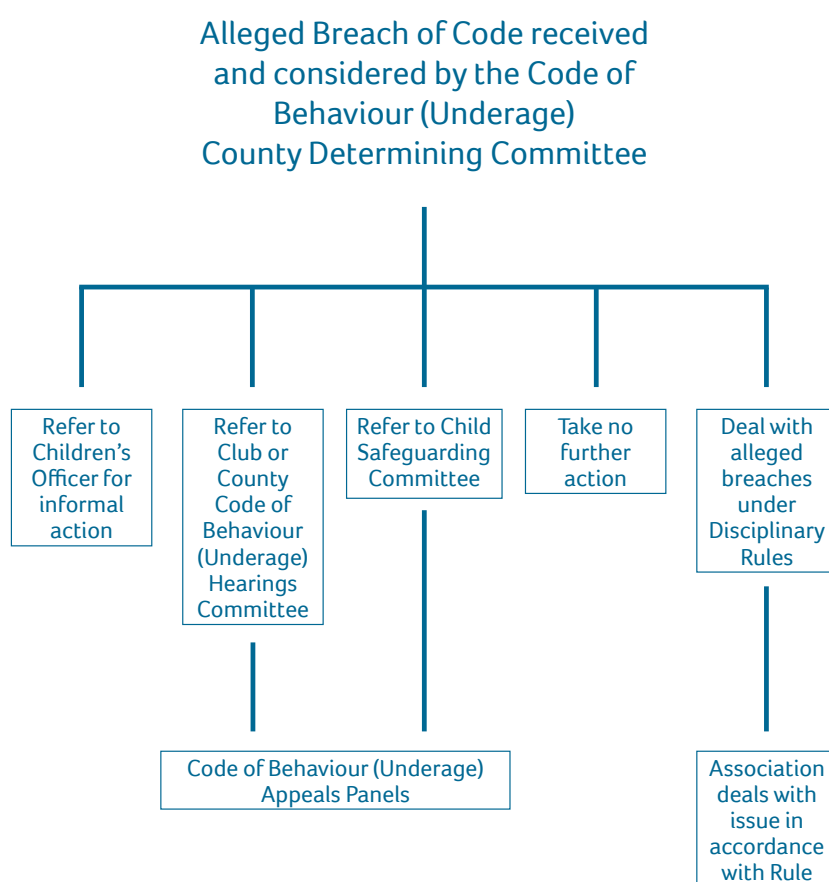 Alleged Breach of Code received
and considered by the Code of
Behaviour (Underage)
County Determining Committee
Refer to
Children's
Officer for
informal
action
Refer to
Club or
County
Code of
Behaviour
(Underage)
Hearings
Committee
Refer to Child
Safeguarding
Committee
Take no
further
action
Deal with
alleged
breaches
under
Disciplinary
Rules
Code of Behaviour (Underage)
Appeals Panels
Association
deals with
issue in
accordance
with Rule